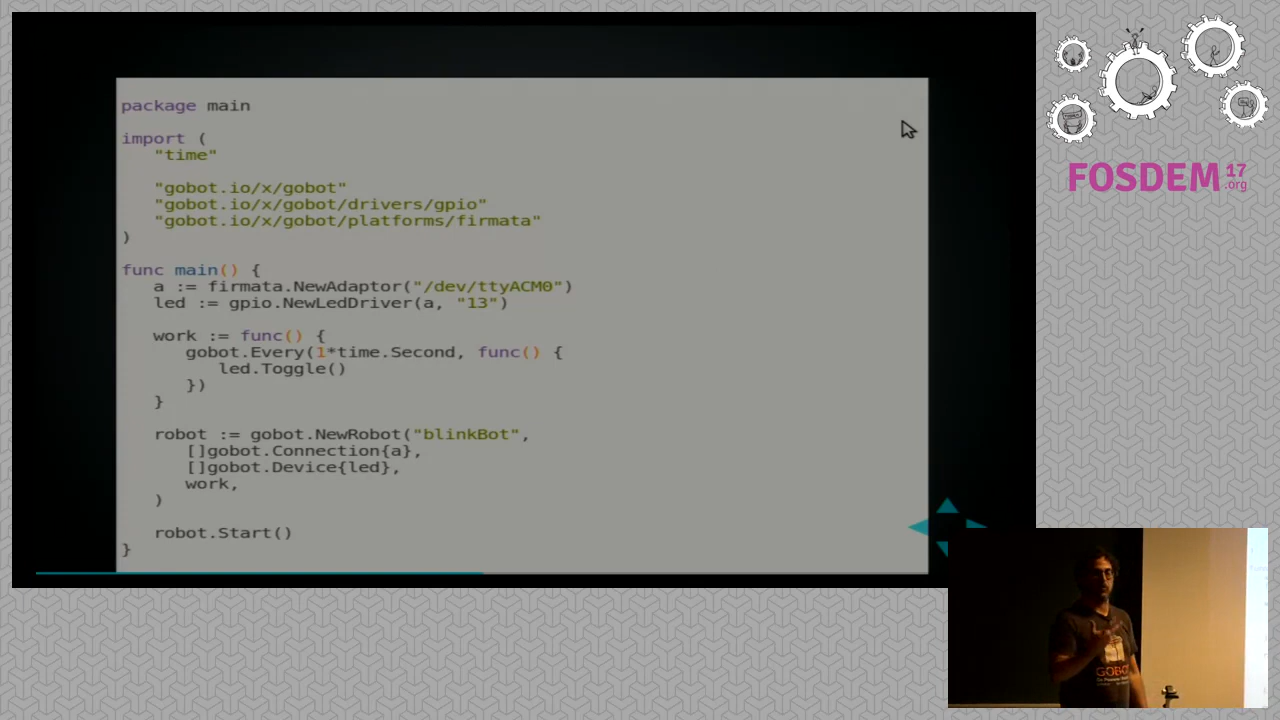 package main
import (
"time"
"gobot.io/x/gobot"
"gobot.io/x/gobot/drivers/gpio"
"gobot.io/x/gobot/platforms/firmata"
)
func main() {
a := firmata.NewAdaptor("/dev/ttyACM0")
led := gpio.NewLedDriver(a, "13")
work := func() {
gobot.Every(1*time.Second, func() {
led.Toggle()
})
}
robot := gobot.NewRobot("blinkBot",
[]gobot.Connection{a},
[]gobot.Device{led},
work,
)
robot.Start()
}
FOSDEM 17
.org
GOBOT